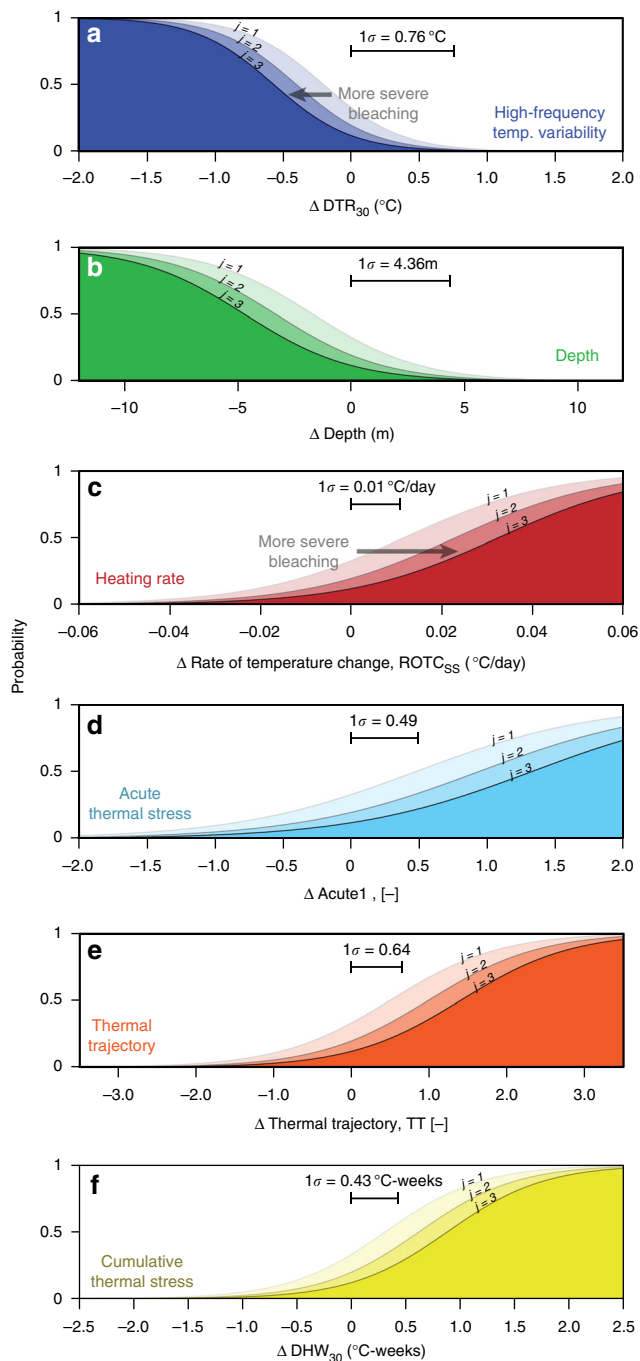 Probability
a
j = 1
j = 2
j = 3
1σ = 0.76 °C
More severe
bleaching
High-frequency
temp. variability
1
0.5
0
–2.0 –1.5 –1.0 –0.5 0 0.5 1.0 1.5 2.0
Δ DTR30 (°C)
b
j = 1
j = 2
j = 3
1σ = 4.36m
Depth
1
0.5
0
–10 –5 0 5 10
Δ Depth (m)
c
1σ = 0.01 °C/day
j = 1
j = 2
j = 3
More severe
bleaching
Heating rate
1
0.5
0
–0.06 –0.04 –0.02 0 0.02 0.04 0.06
Δ Rate of temperature change, ROTCSS (°C/day)
d
1σ = 0.49
j = 1
j = 2
j = 3
Acute
thermal stress
1
0.5
0
–2.0 –1.5 –1.0 –0.5 0 0.5 1.0 1.5 2.0
Δ Acute1 , [–]
e
1σ = 0.64
j = 1
j = 2
j = 3
Thermal
trajectory
1
0.5
0
–3.0 –2.0 –1.0 0 1.0 2.0 3.0
Δ Thermal trajectory, TT [–]
f
1σ = 0.43 °C-weeks
j = 1
j = 2
j = 3
Cumulative
thermal stress
1
0.5
0
–2.5 –2.0 –1.5 –1.0 –0.5 0 0.5 1.0 1.5 2.0 2.5
Δ DHW30 (°C-weeks)